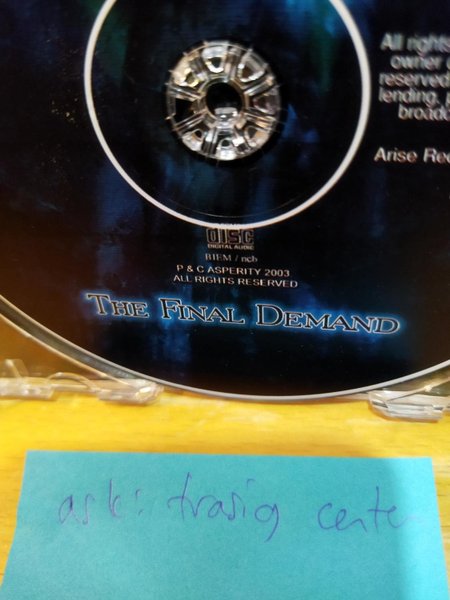 All rights
owner
reserved
lending, p
broadc
Arise Rec
DISC
DIGITAL AUDIO
BIEM / ncb
P & C ASPERITY 2003
ALL RIGHTS RESERVED
THE FINAL DEMAND
ask: trasig cente